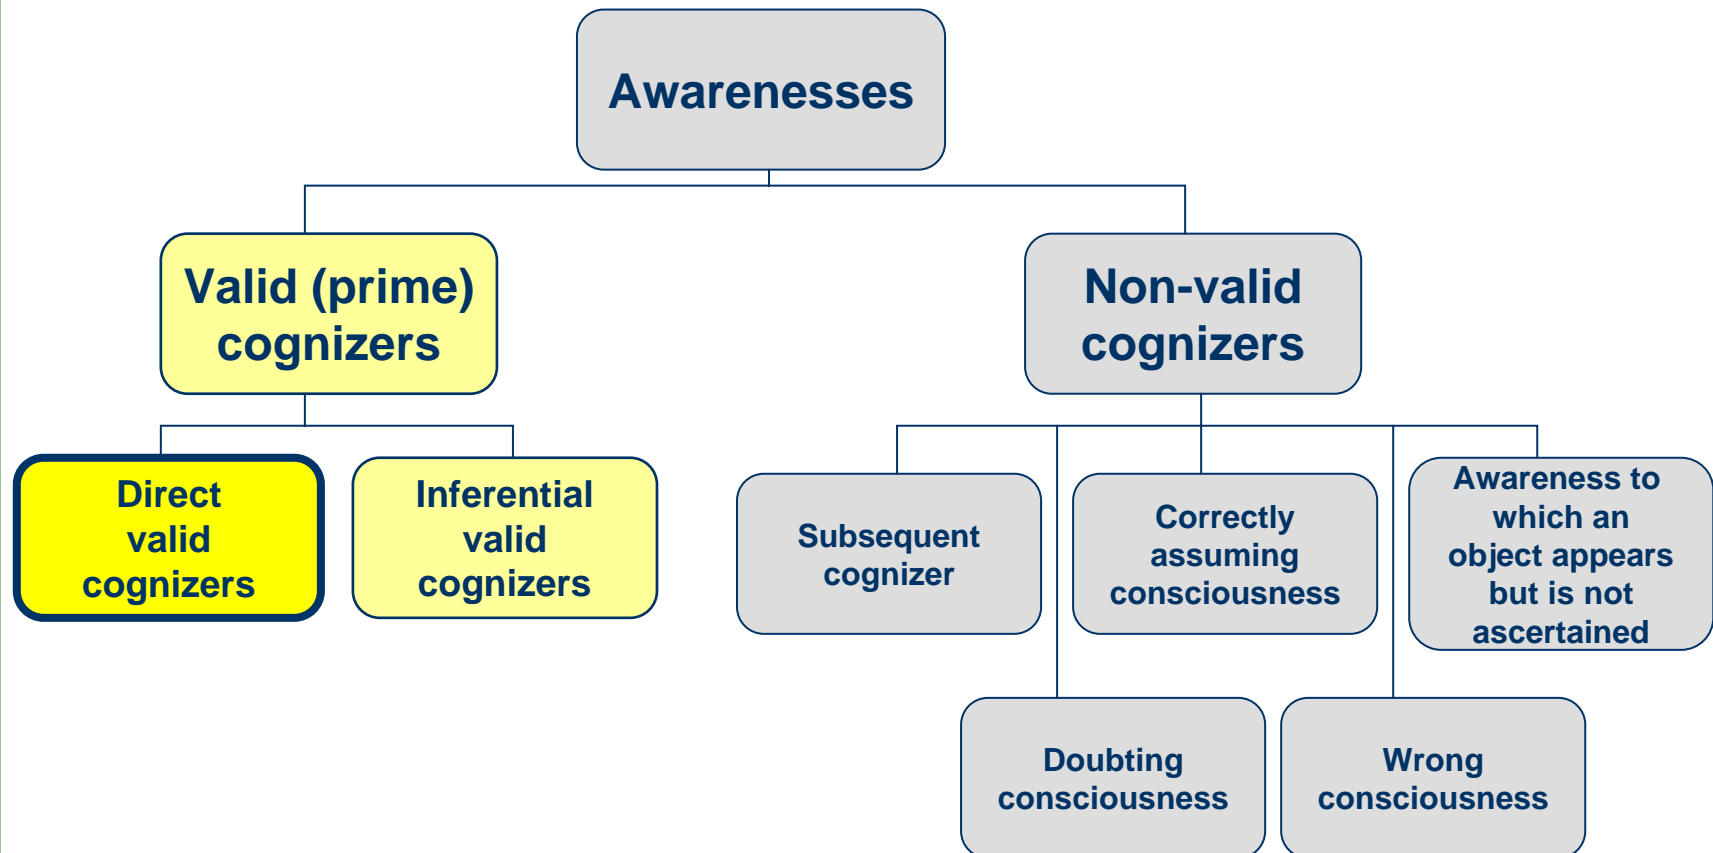 Awarenesses
Valid (prime)
cognizers
Non-valid
cognizers
Direct
valid
cognizers
Inferential
valid
cognizers
Subsequent
cognizer
Correctly
assuming
consciousness
Awareness to
which an
object appears
but is not
ascertained
Doubting
consciousness
Wrong
consciousness